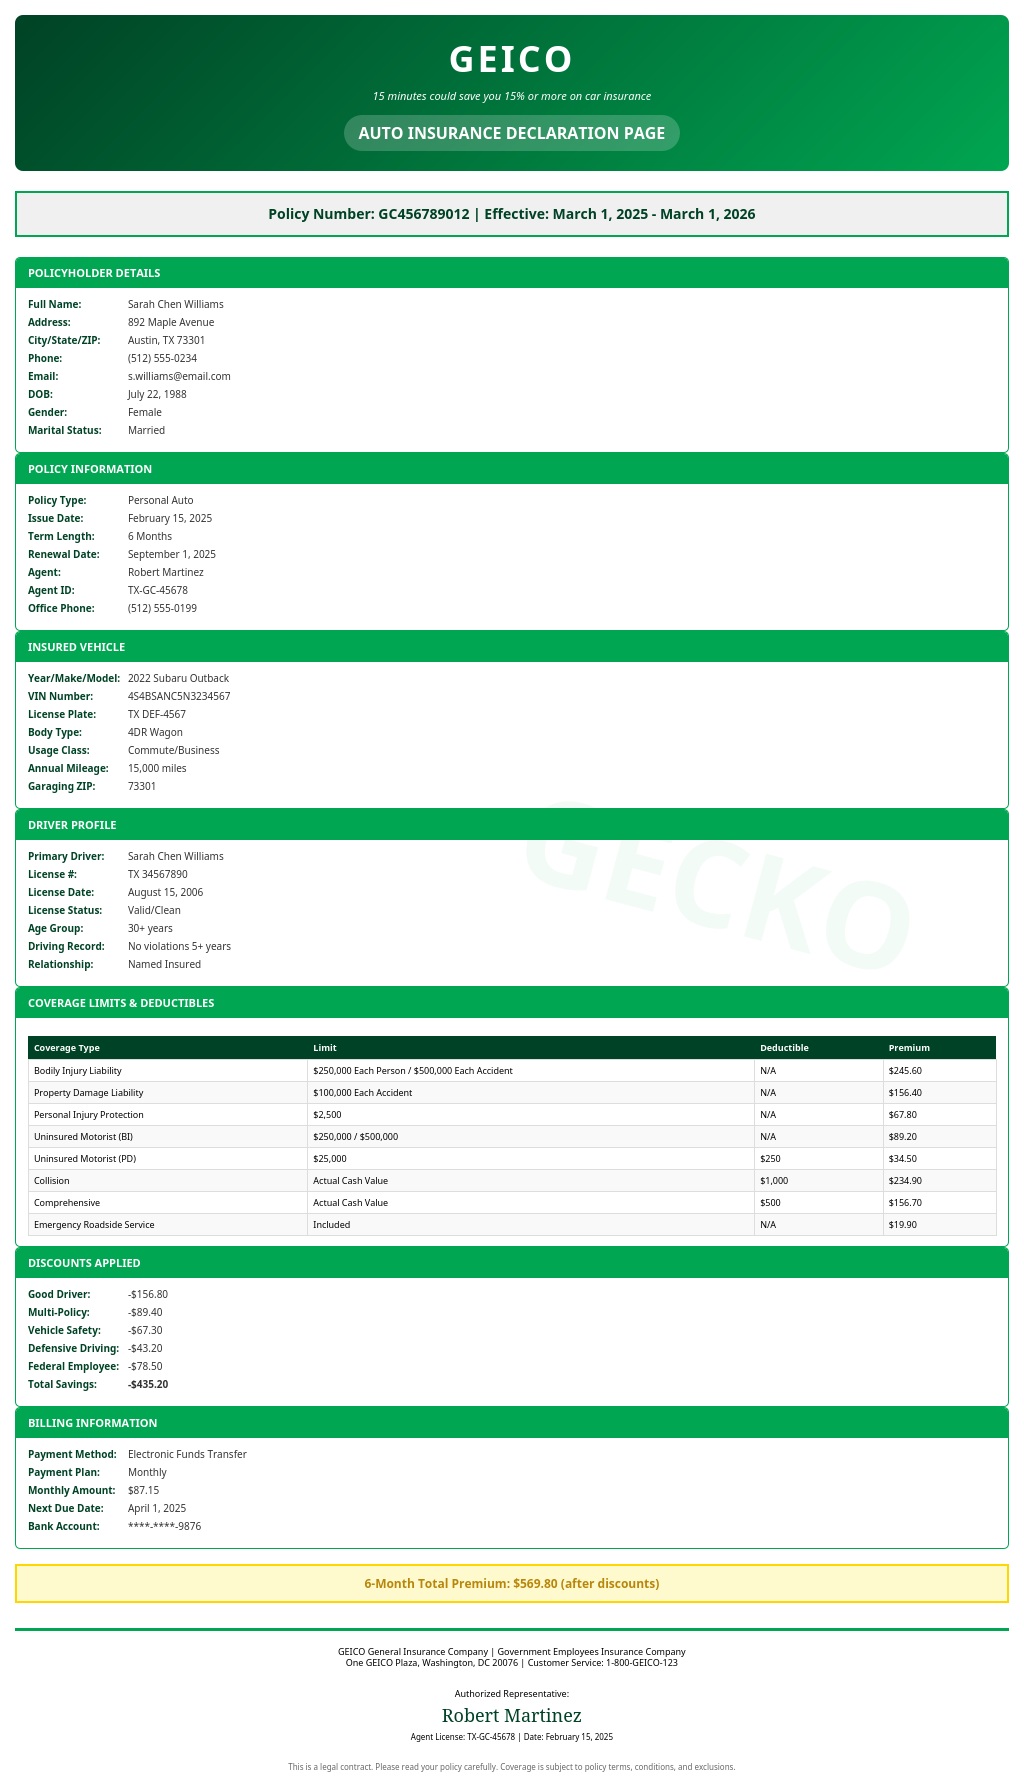 GEICO
15 minutes could save you 15% or more on car insurance
AUTO INSURANCE DECLARATION PAGE
Policy Number: GC456789012 | Effective: March 1, 2025 - March 1, 2026
POLICYHOLDER DETAILS
Full Name: Sarah Chen Williams
Address: 892 Maple Avenue
City/State/ZIP: Austin, TX 73301
Phone: (512) 555-0234
Email: s.williams@email.com
DOB: July 22, 1988
Gender: Female
Marital Status: Married
POLICY INFORMATION
Policy Type: Personal Auto
Issue Date: February 15, 2025
Term Length: 6 Months
Renewal Date: September 1, 2025
Agent: Robert Martinez
Agent ID: TX-GC-45678
Office Phone: (512) 555-0199
INSURED VEHICLE
Year/Make/Model: 2022 Subaru Outback
VIN Number: 4S4BSANC5N3234567
License Plate: TX DEF-4567
Body Type: 4DR Wagon
Usage Class: Commute/Business
Annual Mileage: 15,000 miles
Garaging ZIP: 73301
DRIVER PROFILE
GECKO
Primary Driver: Sarah Chen Williams
License #: TX 34567890
License Date: August 15, 2006
License Status: Valid/Clean
Age Group: 30+ years
Driving Record: No violations 5+ years
Relationship: Named Insured
COVERAGE LIMITS & DEDUCTIBLES
Coverage Type Limit Deductible Premium
Bodily Injury Liability $250,000 Each Person / $500,000 Each Accident N/A $245.60
Property Damage Liability $100,000 Each Accident N/A $156.40
Personal Injury Protection $2,500 N/A $67.80
Uninsured Motorist (BI) $250,000 / $500,000 N/A $89.20
Uninsured Motorist (PD) $25,000 $250 $34.50
Collision Actual Cash Value $1,000 $234.90
Comprehensive Actual Cash Value $500 $156.70
Emergency Roadside Service Included N/A $19.90
DISCOUNTS APPLIED
Good Driver: -$156.80
Multi-Policy: -$89.40
Vehicle Safety: -$67.30
Defensive Driving: -$43.20
Federal Employee: -$78.50
Total Savings: -$435.20
BILLING INFORMATION
Payment Method: Electronic Funds Transfer
Payment Plan: Monthly
Monthly Amount: $87.15
Next Due Date: April 1, 2025
Bank Account: ****-****-9876
6-Month Total Premium: $569.80 (after discounts)
GEICO General Insurance Company | Government Employees Insurance Company
One GEICO Plaza, Washington, DC 20076 | Customer Service: 1-800-GEICO-123
Authorized Representative:
Robert Martinez
Agent License: TX-GC-45678 | Date: February 15, 2025
This is a legal contract. Please read your policy carefully. Coverage is subject to policy terms, conditions, and exclusions.